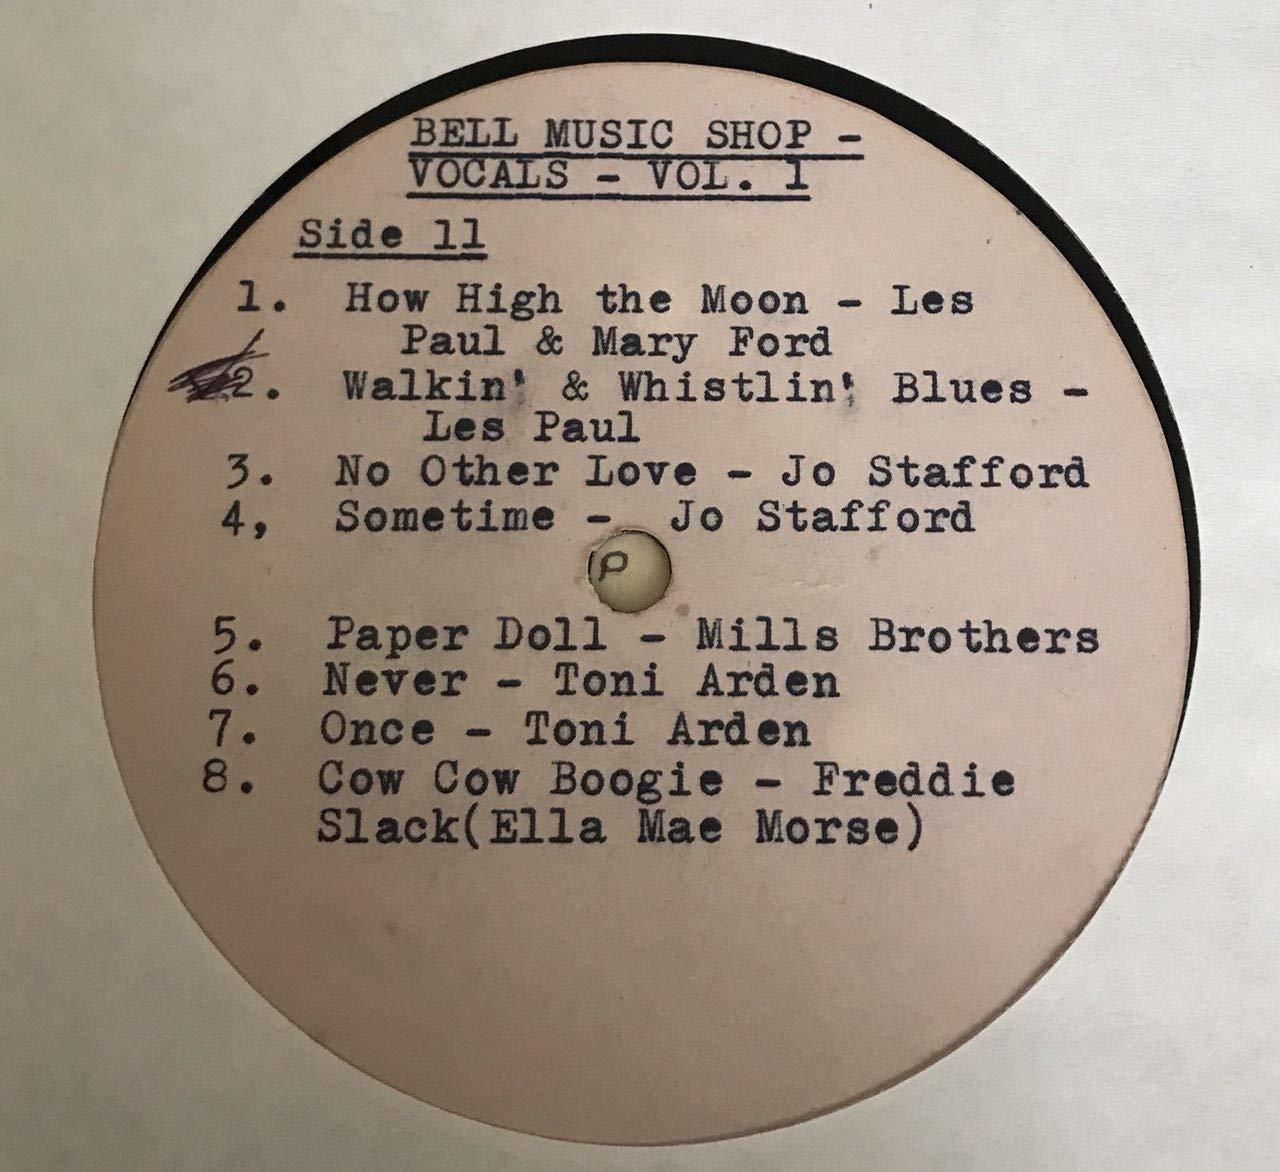 BELL MUSIC SHOP -
VOCALS - VOL. 1
Side 11
1. How High the Moon - Les
Paul & Mary Ford
2. Walkin' & Whistlin' Blues -
Les Paul
3. No Other Love - Jo Stafford
4, Sometime - Jo Stafford
P
5. Paper Doll - Mills Brothers
6. Never - Toni Arden
7. Once - Toni Arden
8. Cow Cow Boogie - Freddie
Slack(Ella Mae Morse)